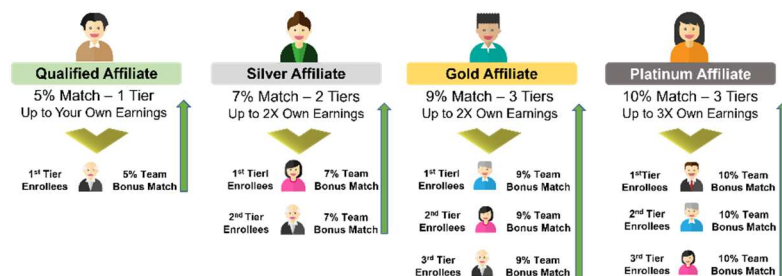 Qualified Affiliate
5% Match – 1 Tier
Up to Your Own Earnings
1st Tier
Enrollees
5% Team
Bonus Match
Silver Affiliate
7% Match – 2 Tiers
Up to 2X Own Earnings
1st Tierl
Enrollees
7% Team
Bonus Match
2nd Tier
Enrollees
7% Team
Bonus Match
Gold Affiliate
9% Match – 3 Tiers
Up to 2X Own Earnings
1st Tierl
Enrollees
9% Team
Bonus Match
2nd Tier
Enrollees
9% Team
Bonus Match
3rd Tier
Enrollees
9% Team
Bonus Match
Platinum Affiliate
10% Match – 3 Tiers
Up to 3X Own Earnings
1stTier
Enrollees
10% Team
Bonus Match
2nd Tier
Enrollees
10% Team
Bonus Match
3rd Tier
Enrollees
10% Team
Bonus Match